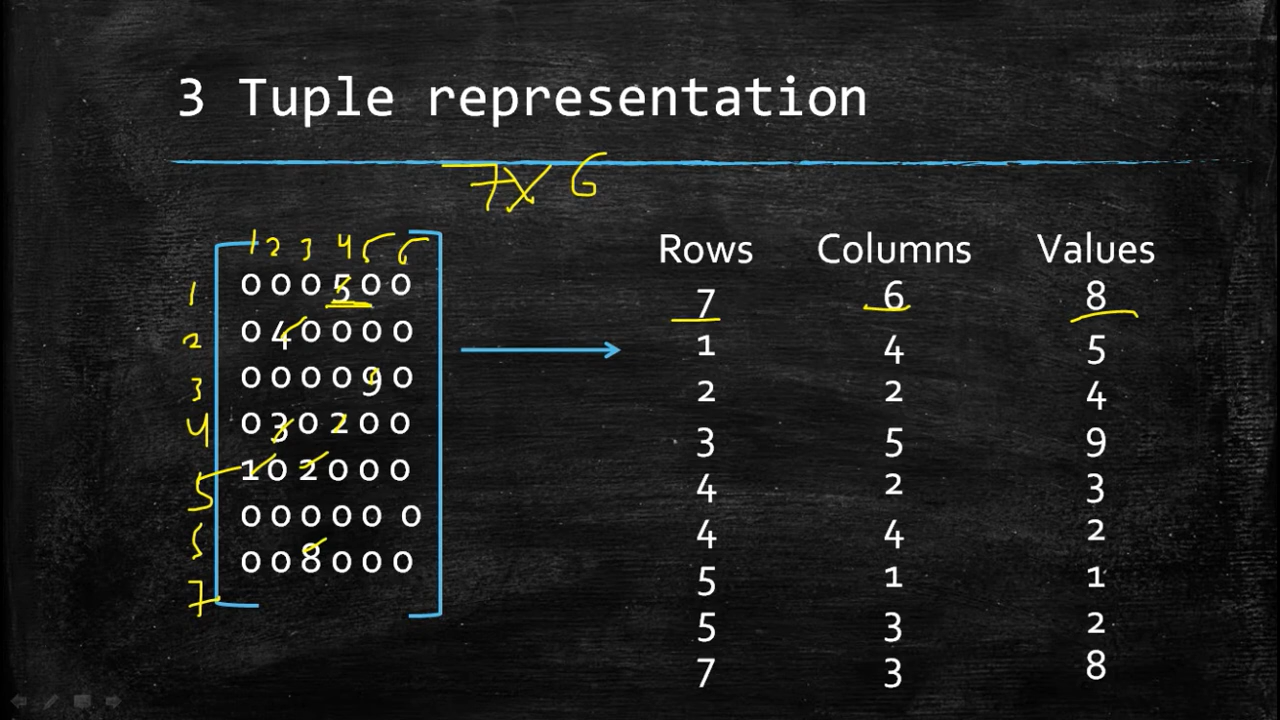 3 Tuple representation
7X6
1 2 3 4 5 6
1 0 0 0 5 0 0
2 0 4 0 0 0 0
3 0 0 0 0 9 0
4 0 3 0 2 0 0
5 1 0 2 0 0 0
0 0 0 0 0 0
7 0 0 8 0 0 0
Rows Columns Values
7 6 8
1 4 5
2 2 4
3 5 9
4 2 3
4 4 2
5 1 1
5 3 2
7 3 8